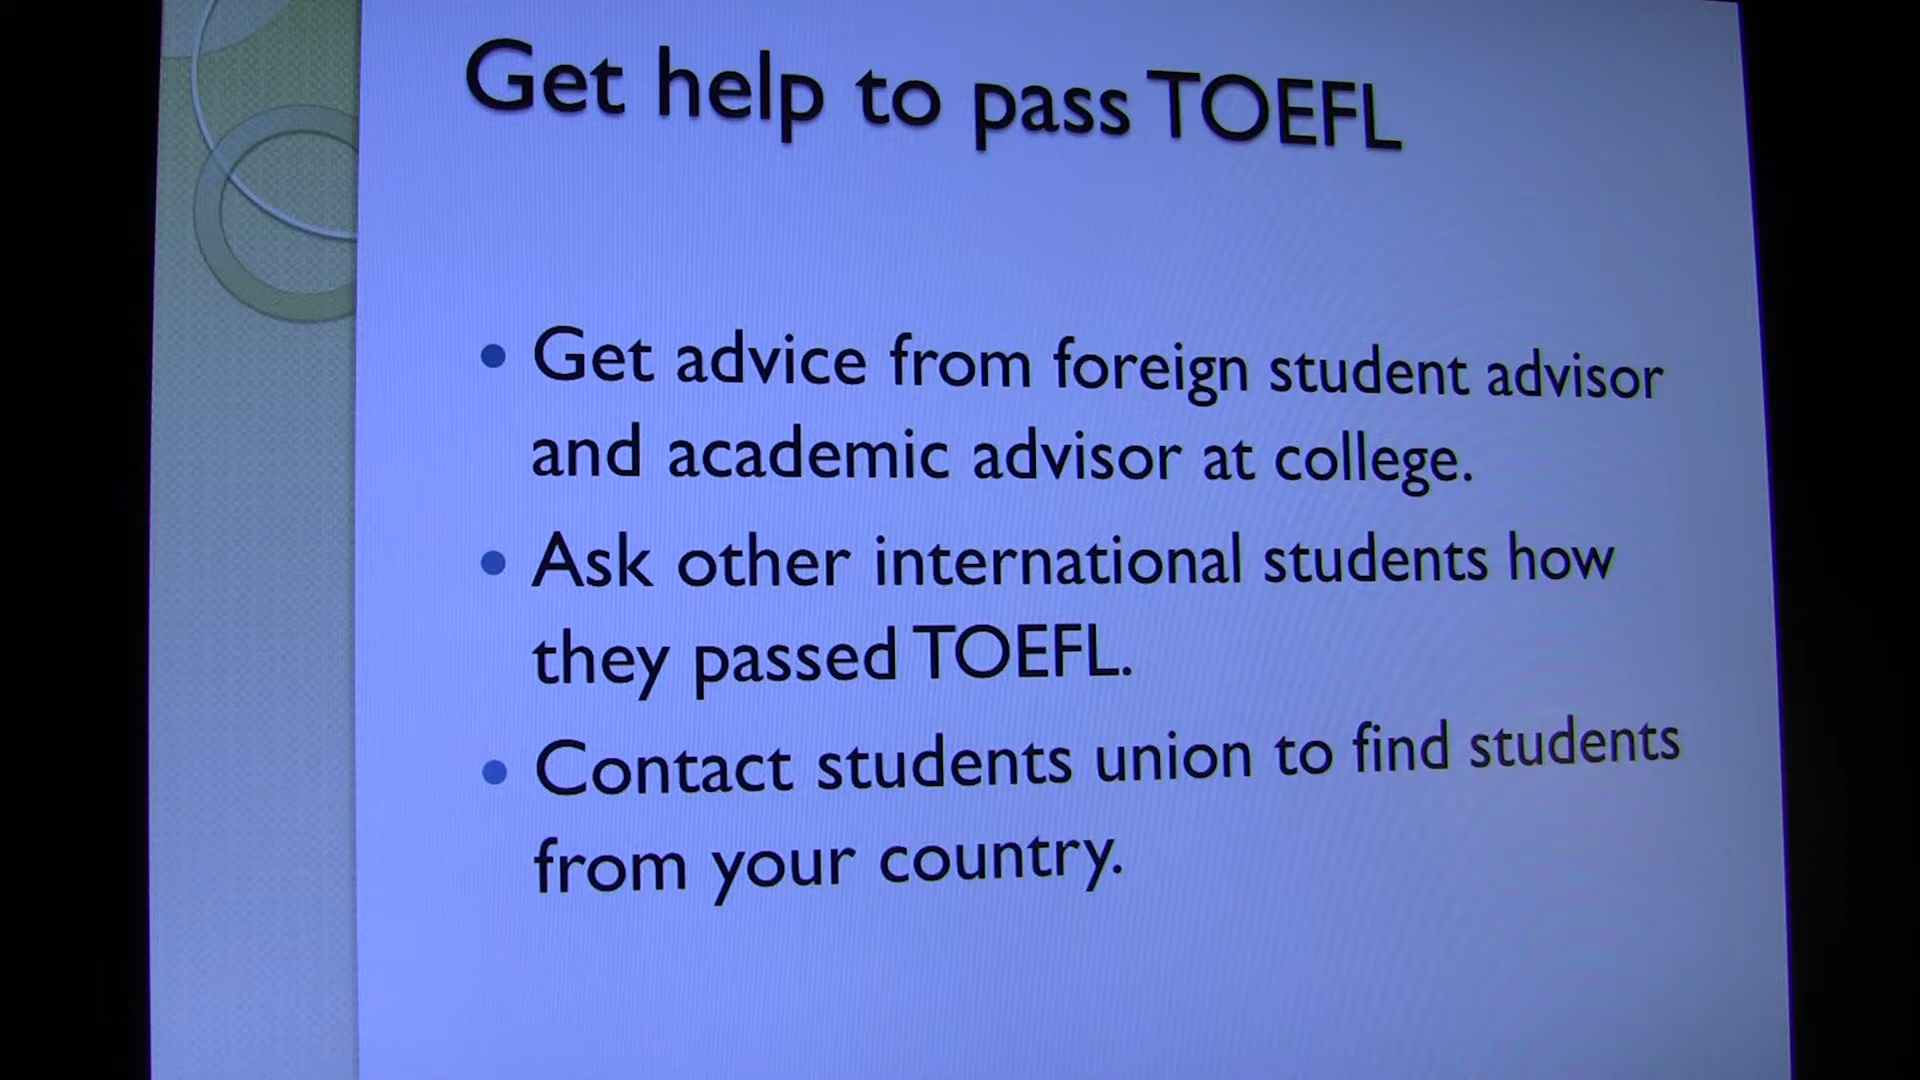 Get help to pass TOEFL
• Get advice from foreign student advisor
and academic advisor at college.
• Ask other international students how
they passed TOEFL.
• Contact students union to find students
from your country.